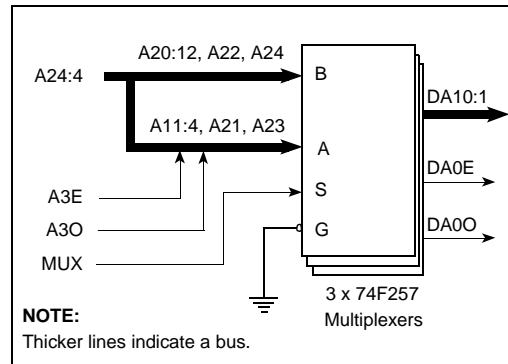 A20:12, A22, A24
A24:4
B
DA10:1
A11:4, A21, A23
A
DA0E
A3E
S
A3O
G
DA0O
MUX
3 x 74F257
Multiplexers
NOTE:
Thicker lines indicate a bus.